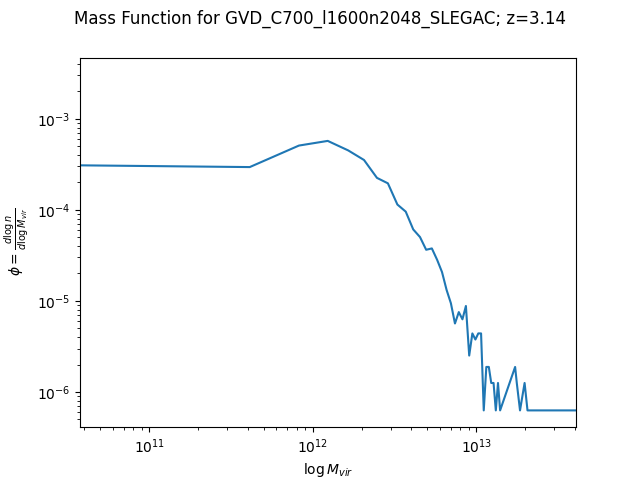 Mass Function for GVD_C700_l1600n2048_SLEGAC; z=3.14
10⁻³
10⁻⁴
10⁻⁵
10⁻⁶
ϕ = d log n / d log M_vir
10¹¹
10¹²
10¹³
log M_vir